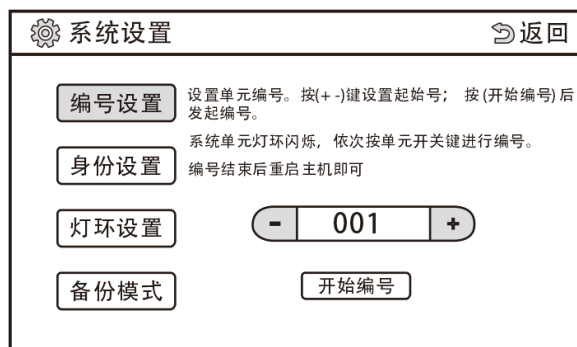 系统设置
返回
编号设置
设置单元编号。按(+ -)键设置起始号； 按 (开始编号) 后
发起编号。
系统单元灯环闪烁，依次按单元开关键进行编号。
身份设置
编号结束后重启主机即可
灯环设置
- 001 +
备份模式
开始编号